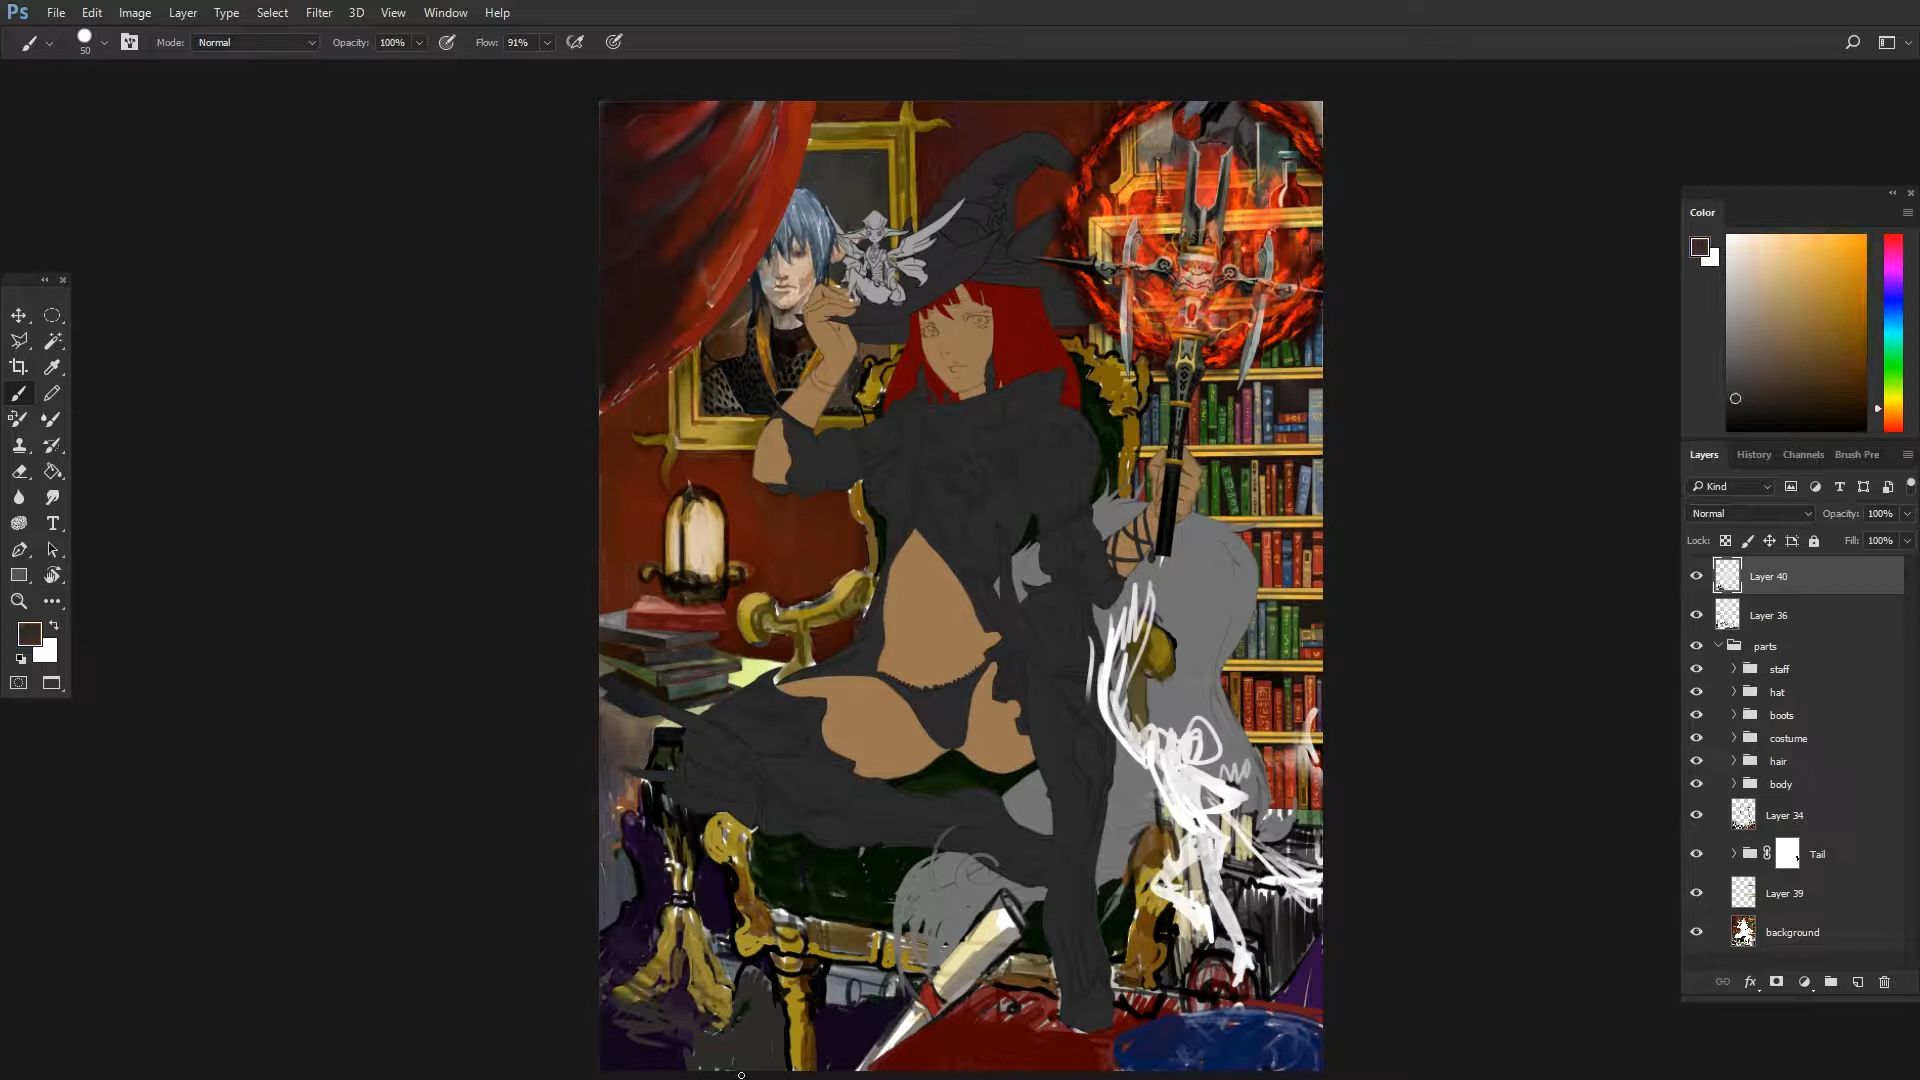 Ps File Edit Image Layer Type Select Filter 3D View Window Help
50 Mode: Normal Opacity: 100% Flow: 91%
Color
Layers History Channels Brush Pre
Kind
Normal Opacity: 100%
Lock: Fill: 100%
Layer 40
Layer 36
parts
staff
hat
boots
costume
hair
body
Layer 34
Tail
Layer 39
background
fx